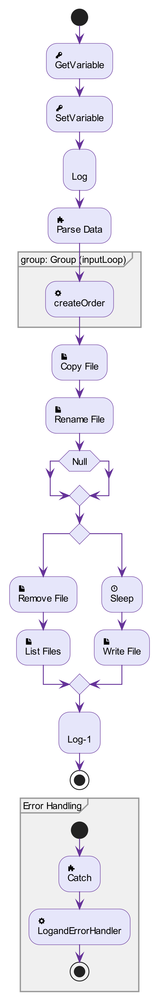 GetVariable
SetVariable
Log
Parse Data
group: Group (inputLoop)
createOrder
Copy File
Rename File
Null
Remove File
Sleep
List Files
Write File
Log-1
Error Handling
Catch
LogandErrorHandler